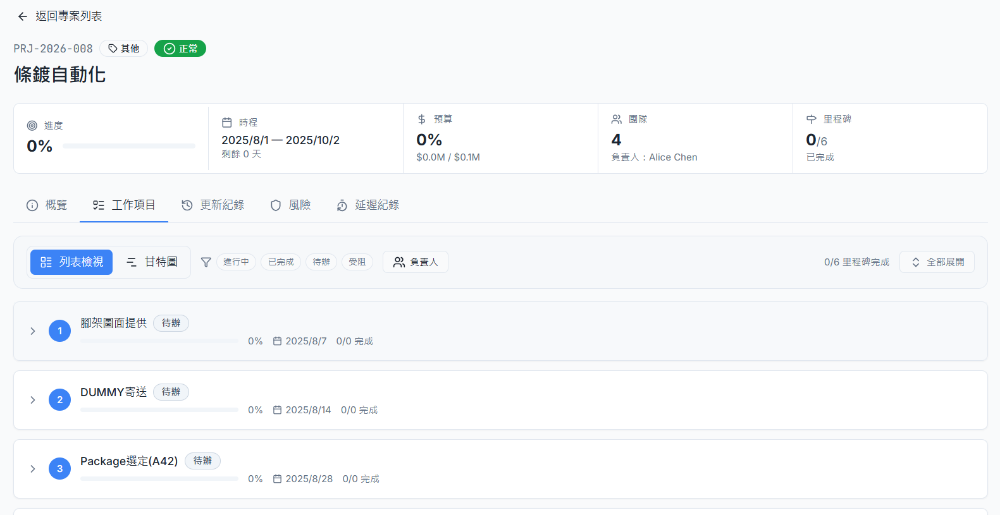 返回專案列表
PRJ-2026-008 其他 正常
條鍍自動化
進度
0%
時程
2025/8/1 — 2025/10/2
剩餘 0 天
預算
0%
$0.0M / $0.1M
團隊
4
負責人：Alice Chen
里程碑
0/6
已完成
概覽 工作項目 更新紀錄 風險 延遲紀錄
列表檢視 甘特圖 進行中 已完成 待辦 受阻 負責人 0/6 里程碑完成 全部展開
1 腳架圖面提供 待辦
0% 2025/8/7 0/0 完成
2 DUMMY寄送 待辦
0% 2025/8/14 0/0 完成
3 Package選定(A42) 待辦
0% 2025/8/28 0/0 完成